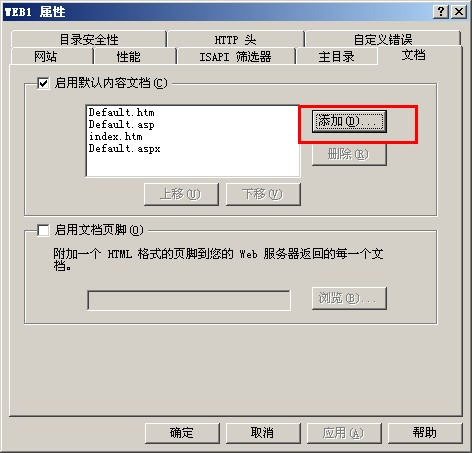 WEB1 属性
目录安全性 HTTP 头 自定义错误
网站 性能 ISAPI 筛选器 主目录 文档
启用默认内容文档(C)
Default.htm
Default.asp
index.htm
Default.aspx
添加(D)...
删除(R)
上移(U) 下移(V)
启用文档页脚(O)
附加一个 HTML 格式的页脚到您的 Web 服务器返回的每一个文
档。
浏览(B)...
确定 取消 应用(A) 帮助